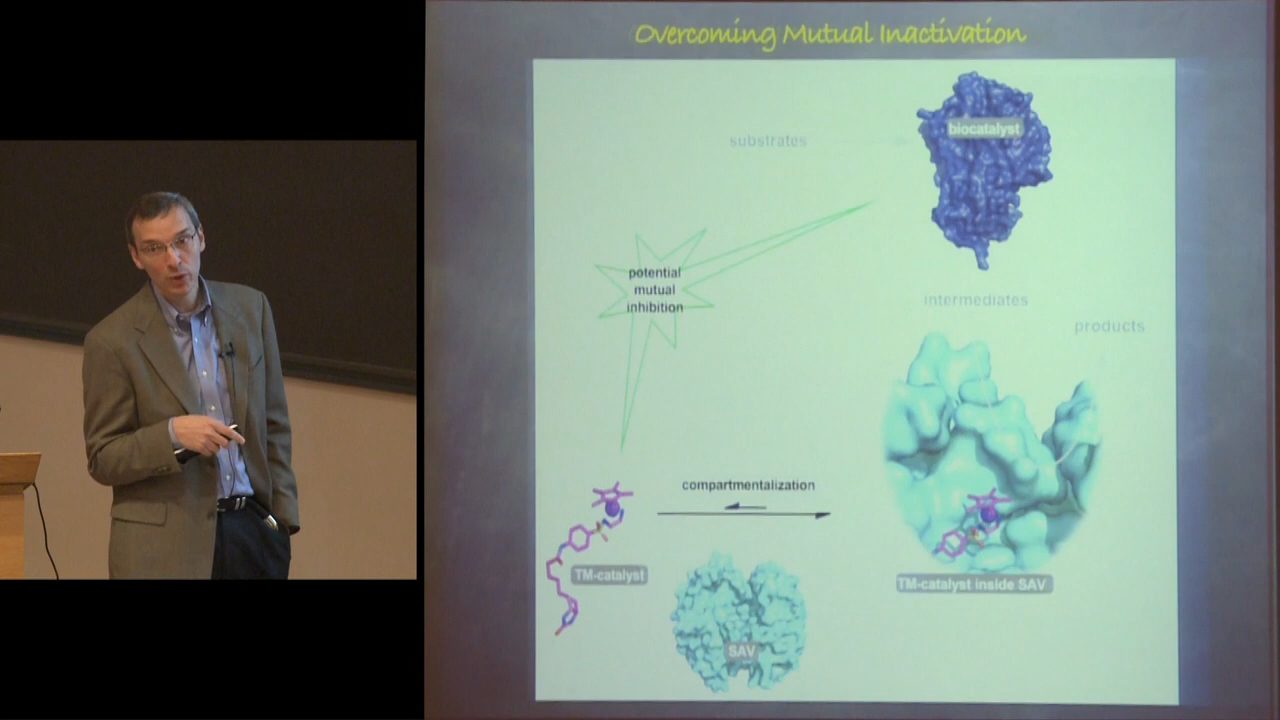 Overcoming Mutual Inactivation
biocatalyst
substrates
potential
mutual
inhibition
intermediates
products
compartmentalization
TM-catalyst
TM-catalyst inside SAV
SAV